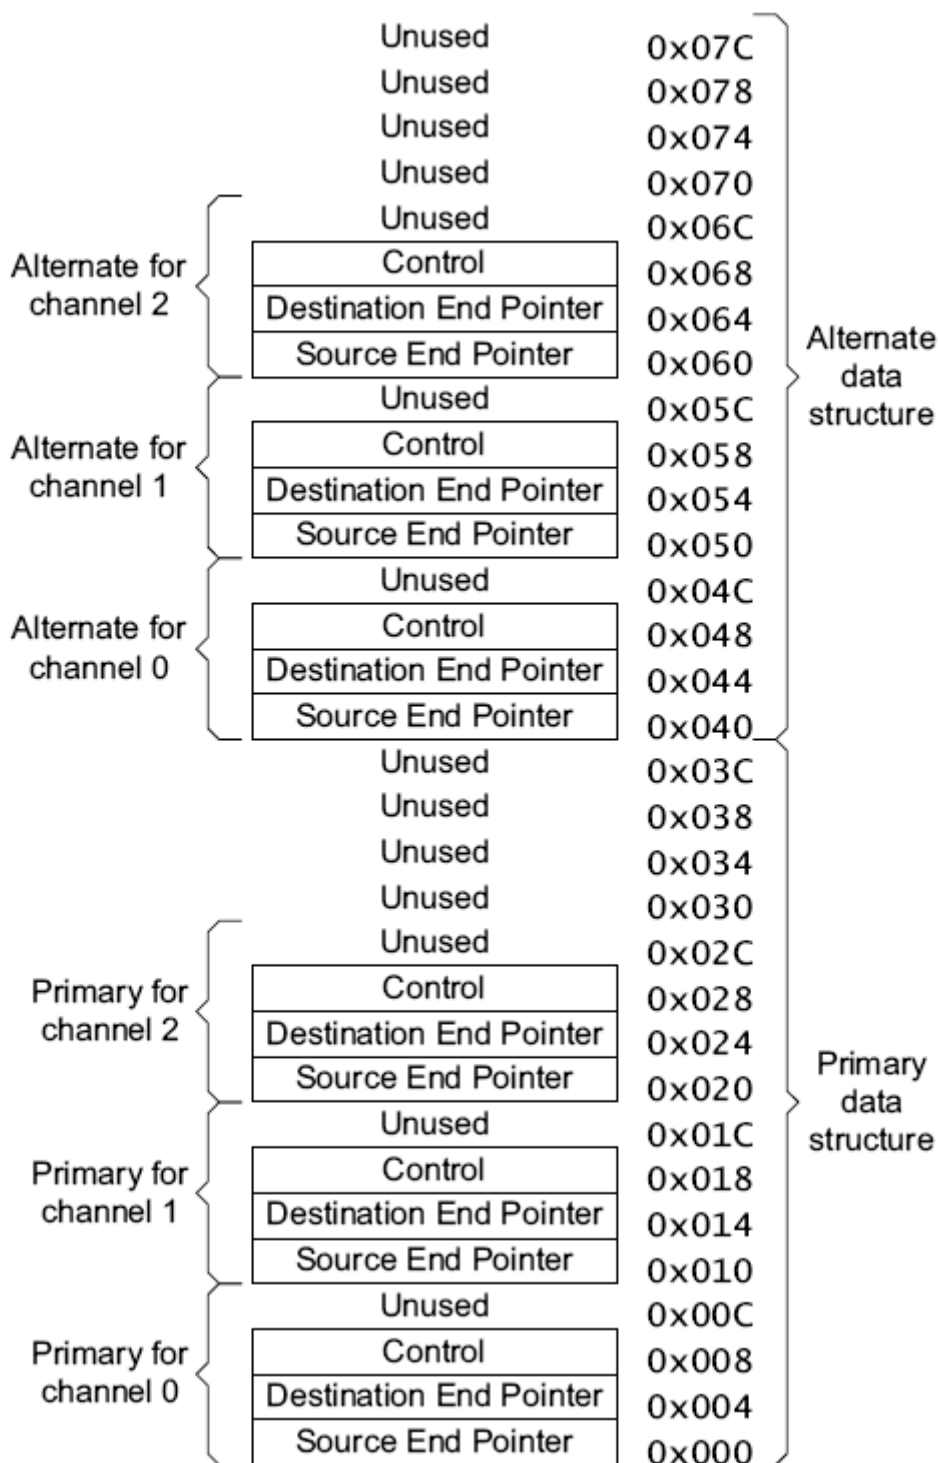 Unused 0x07C
Unused 0x078
Unused 0x074
Unused 0x070
Unused 0x06C
Alternate for
channel 2
Control 0x068
Destination End Pointer 0x064
Source End Pointer 0x060
Alternate
data
structure
Unused 0x05C
Alternate for
channel 1
Control 0x058
Destination End Pointer 0x054
Source End Pointer 0x050
Unused 0x04C
Alternate for
channel 0
Control 0x048
Destination End Pointer 0x044
Source End Pointer 0x040
Unused 0x03C
Unused 0x038
Unused 0x034
Unused 0x030
Unused 0x02C
Primary for
channel 2
Control 0x028
Destination End Pointer 0x024
Source End Pointer 0x020
Primary
data
structure
Unused 0x01C
Primary for
channel 1
Control 0x018
Destination End Pointer 0x014
Source End Pointer 0x010
Unused 0x00C
Primary for
channel 0
Control 0x008
Destination End Pointer 0x004
Source End Pointer 0x000